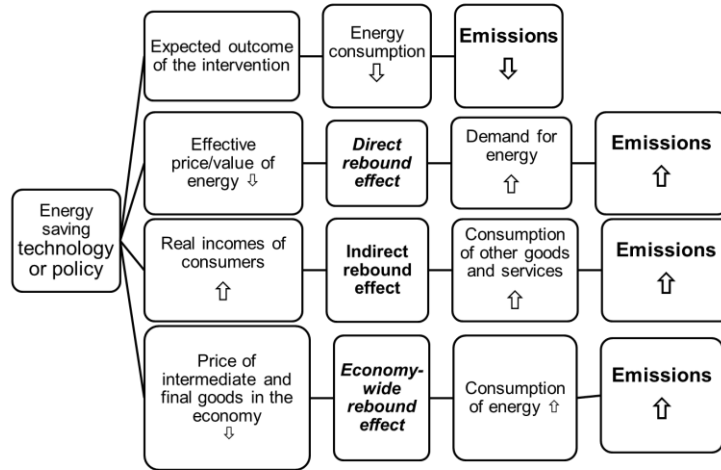 Expected outcome
of the intervention
Energy
consumption
⇩
Emissions
⇩
Effective
price/value of
energy ⇩
Direct
rebound
effect
Demand for
energy
⇧
Emissions
⇧
Energy
saving
technology
or policy
Real incomes of
consumers
⇧
Indirect
rebound
effect
Consumption
of other goods
and services
⇧
Emissions
⇧
Price of
intermediate and
final goods in the
economy
⇩
Economy-
wide
rebound
effect
Consumption
of energy ⇧
Emissions
⇧